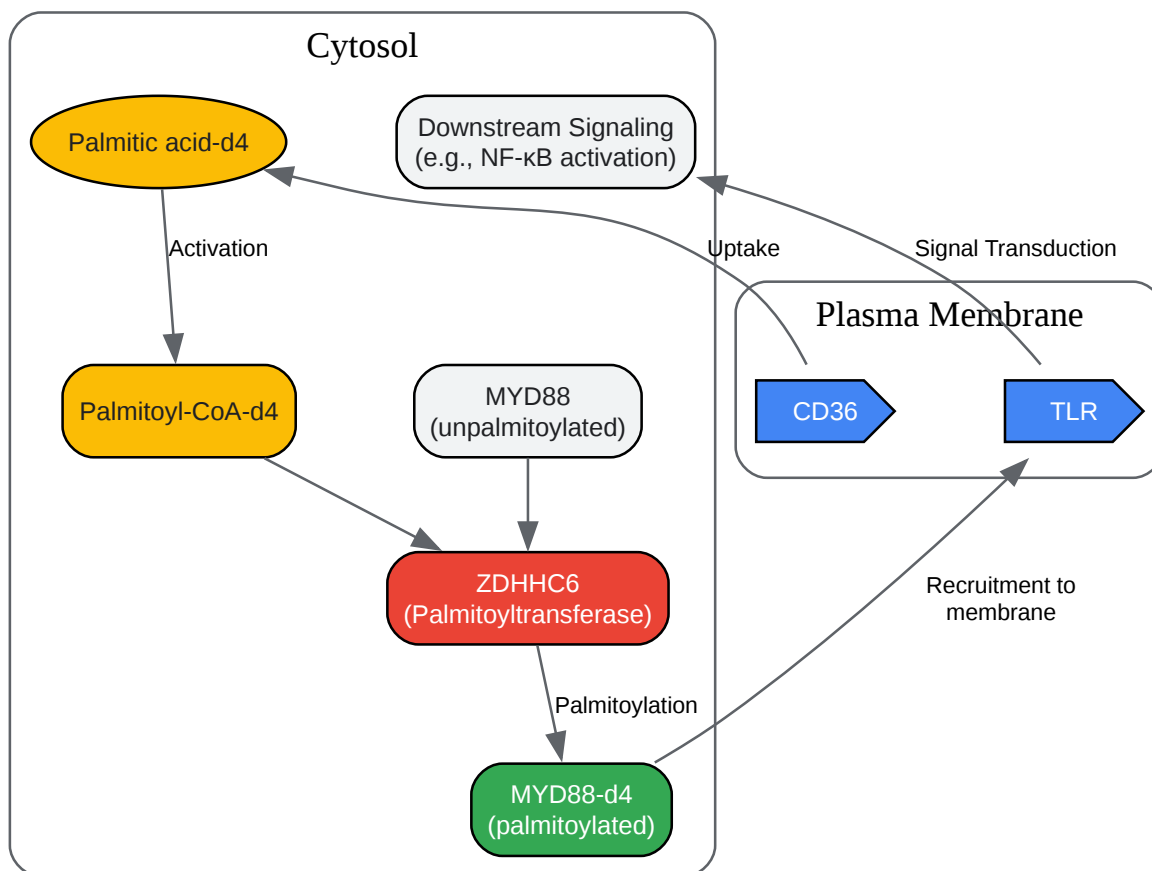 Cytosol
Palmitic acid-d4
Downstream Signaling
(e.g., NF-κB activation)
Activation
Uptake
Signal Transduction
Plasma Membrane
Palmitoyl-CoA-d4
MYD88
(unpalmitoylated)
CD36
TLR
ZDHHC6
(Palmitoyltransferase)
Recruitment to
membrane
Palmitoylation
MYD88-d4
(palmitoylated)